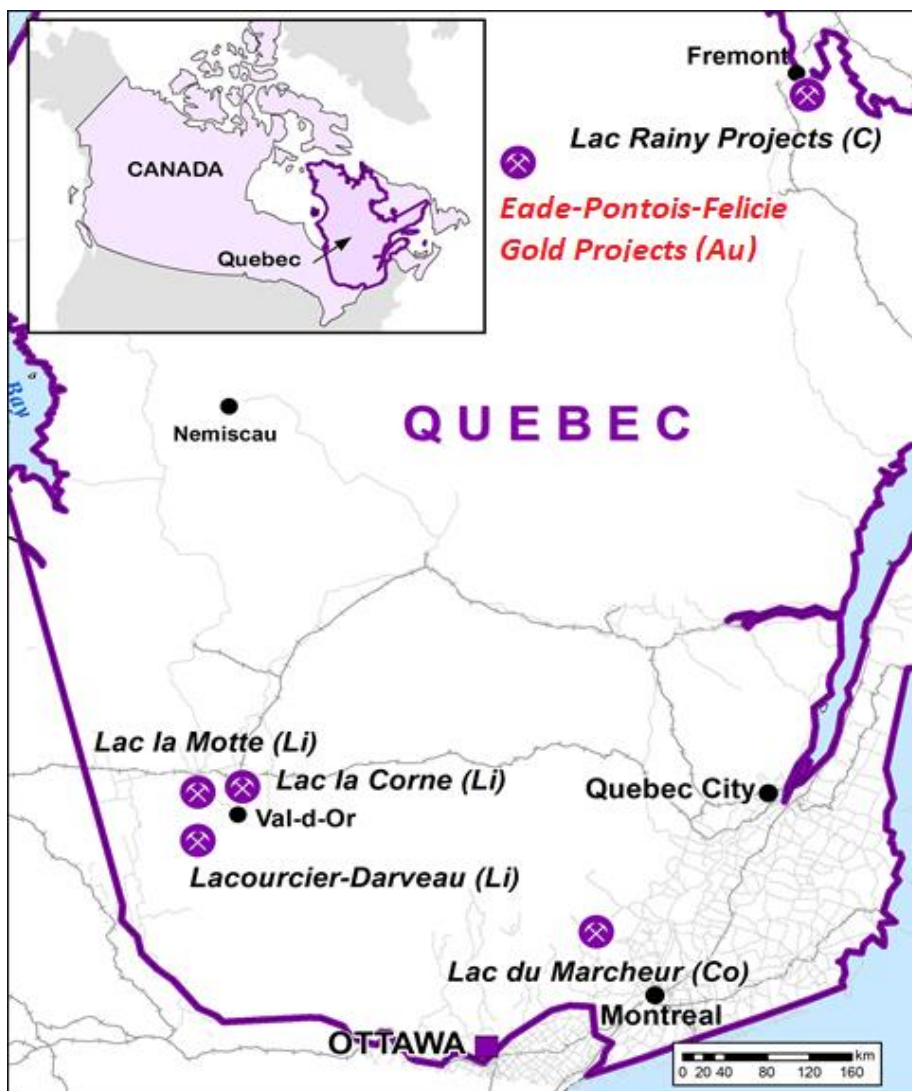 Fremont
Lac Rainy Projects (C)
CANADA
Quebec
Eade-Pontois-Felicie
Gold Projects (Au)
Bay
Nemiscau
QUEBEC
Lac la Motte (Li)
Lac la Corne (Li)
Val-d-Or
Quebec City
Lacourcier-Darveau (Li)
Lac du Marcheur (Co)
Montreal
OTTAWA
km
0 20 40 80 120 160